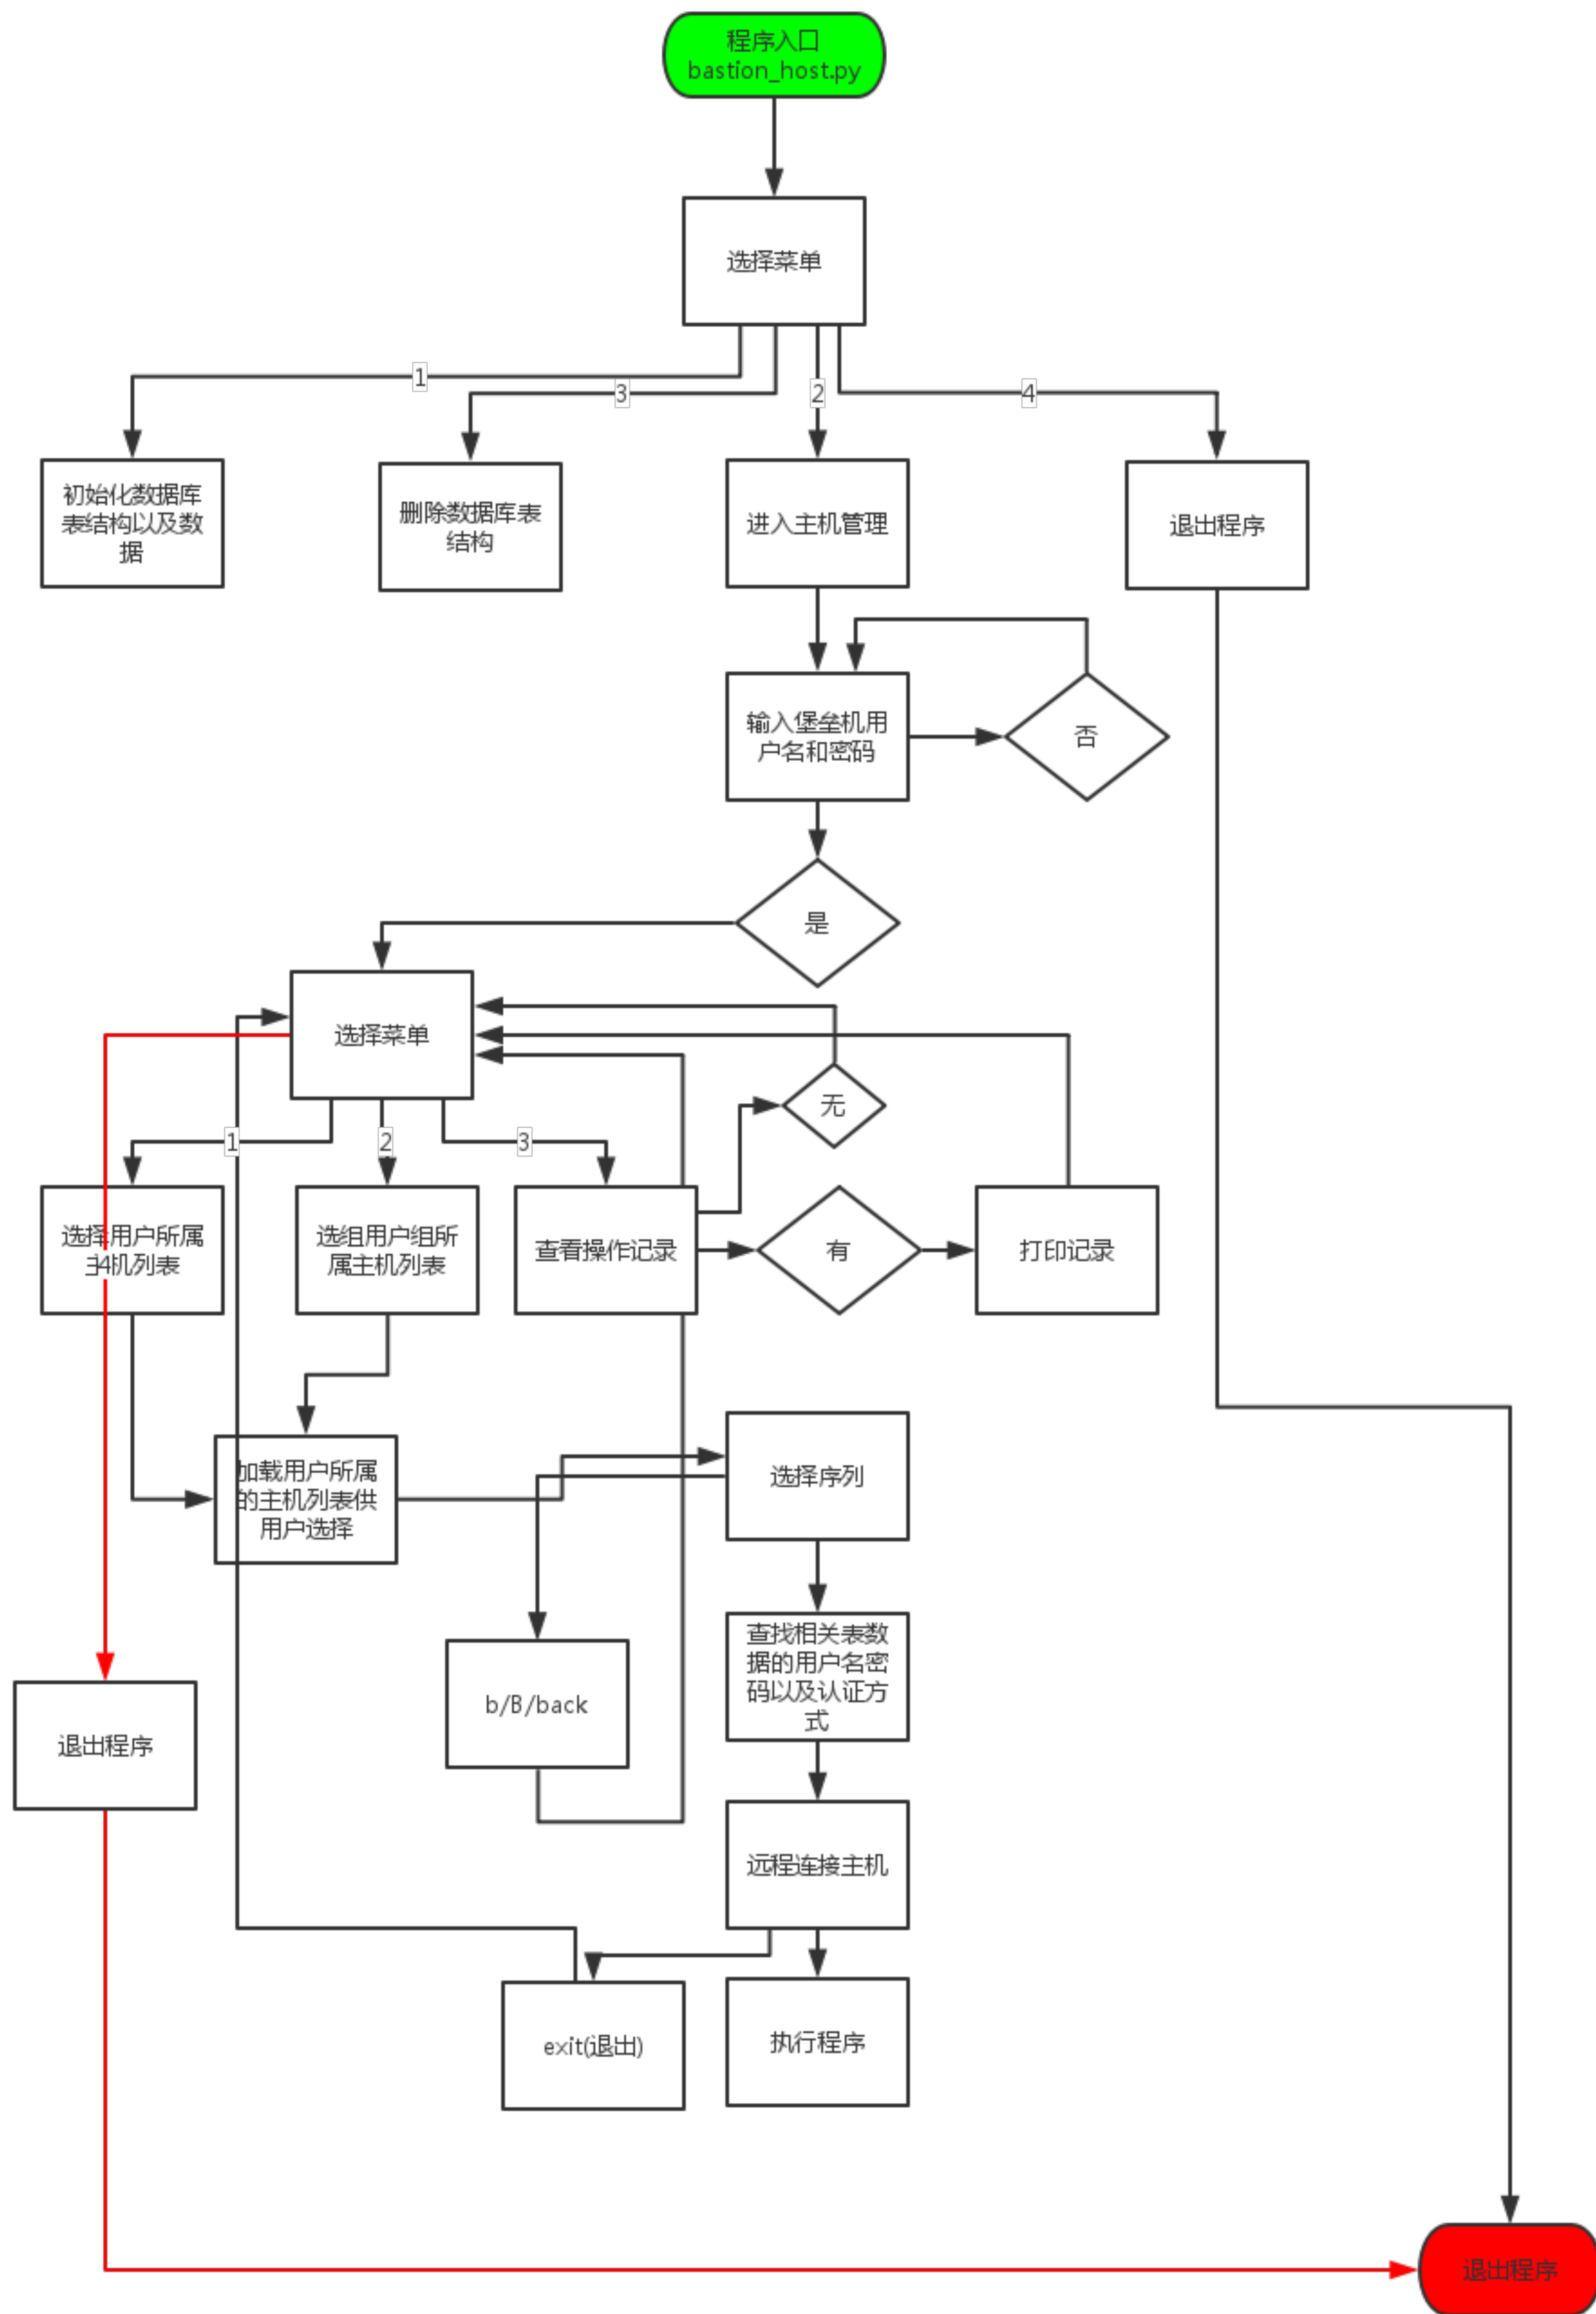 程序入口
bastion_host.py
选择菜单
1
3
2
4
初始化数据库
表结构以及数
据
删除数据库表
结构
进入主机管理
退出程序
输入堡垒机用
户名和密码
否
是
选择菜单
无
1
2
3
选择用户所属
主机列表
4
选组用户组所
属主机列表
查看操作记录
有
打印记录
加载用户所属
的主机列表供
用户选择
选择序列
查找相关表数
据的用户名密
码以及认证方
式
b/B/back
退出程序
远程连接主机
exit(退出)
执行程序
退出程序